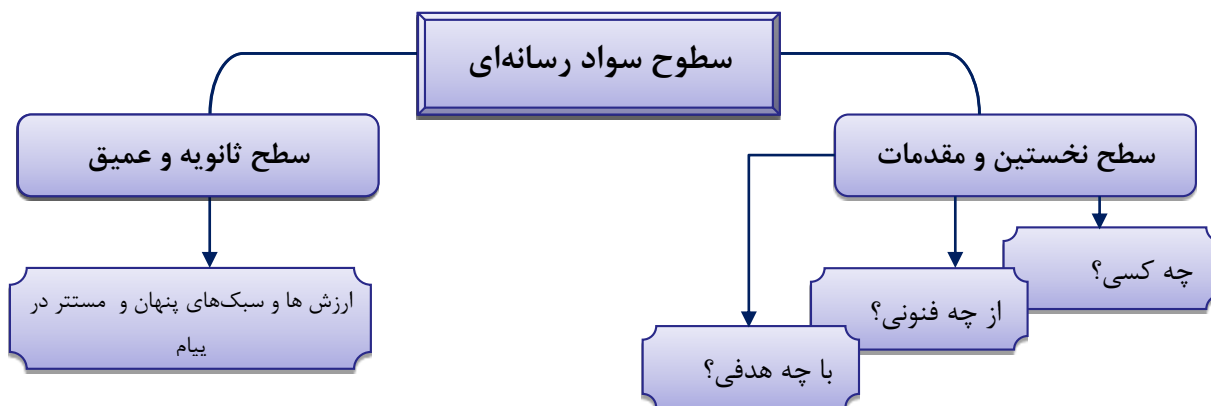 سطوح سواد رسانه‌ای
سطح نخستین و مقدمات
چه کسی؟
از چه فنونی؟
با چه هدفی؟
سطح ثانویه و عمیق
ارزش ها و سبک‌های پنهان و مستتر در
پیام